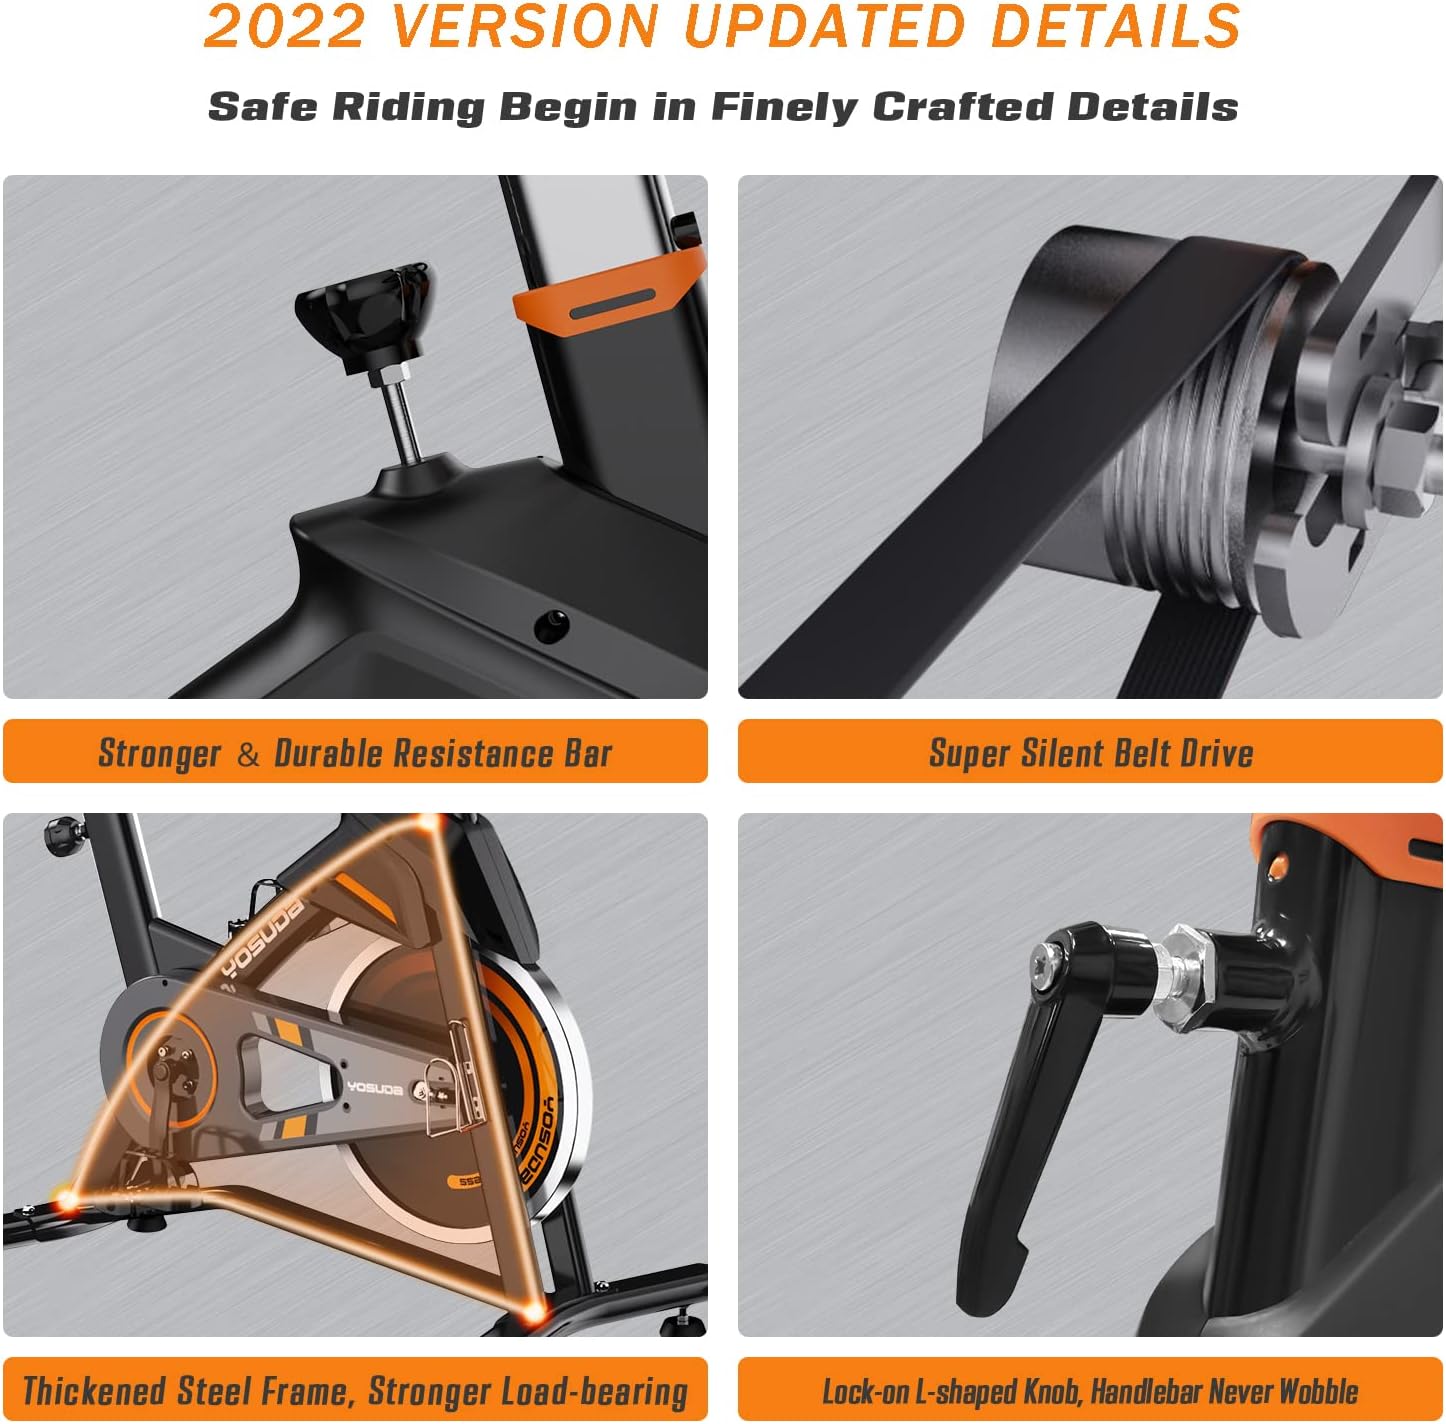 2022 VERSION UPDATED DETAILS
Safe Riding Begin in Finely Crafted Details
Stronger & Durable Resistance Bar
Super Silent Belt Drive
YOSUDA
YOSUDA
YOSUDA
Thickened Steel Frame, Stronger Load-bearing
Lock-on L-shaped Knob, Handlebar Never Wobble